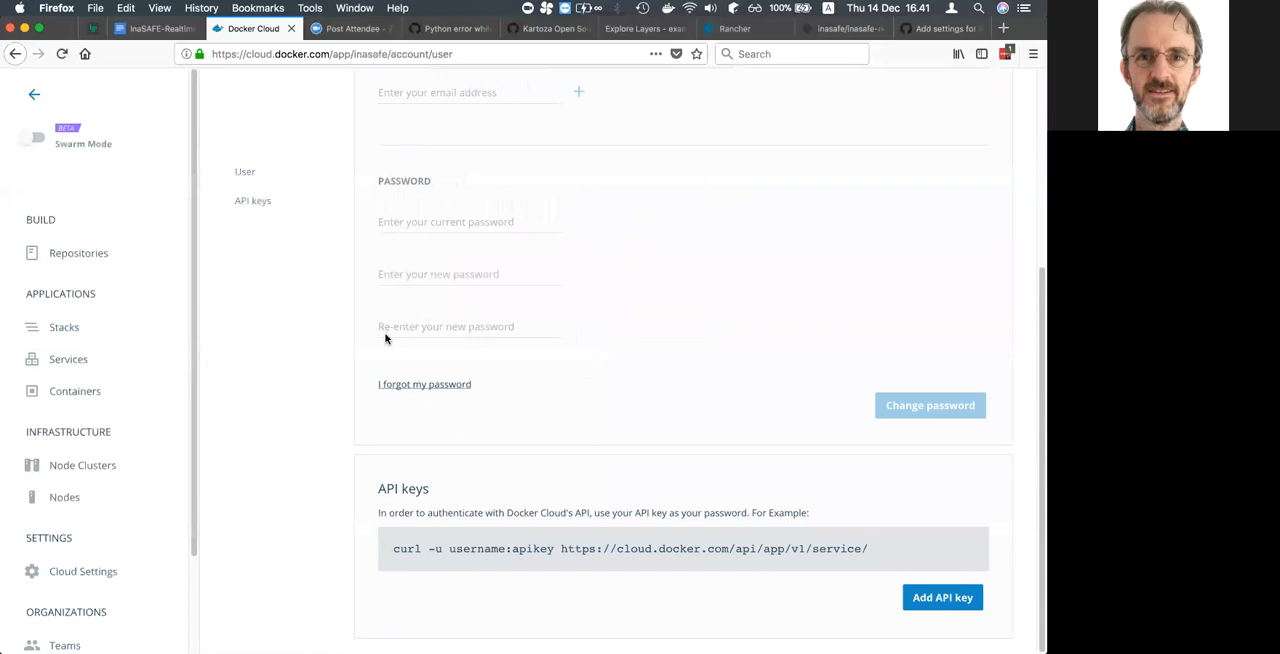 Firefox File Edit View History Bookmarks Tools Window Help 100% A Thu 14 Dec 16.41
InaSAFE-Realtim Docker Cloud Post Attendee - Python error whi Kartoza Open So Explore Layers - exa Rancher inasafe/inasafe-re Add settings for
https://cloud.docker.com/app/inasafe/account/user Search 1
BETA
Swarm Mode
BUILD
Repositories
APPLICATIONS
Stacks
Services
Containers
INFRASTRUCTURE
Node Clusters
Nodes
SETTINGS
Cloud Settings
ORGANIZATIONS
Teams
User
API keys
Enter your email address
PASSWORD
Enter your current password
Enter your new password
Re-enter your new password
I forgot my password
Change password
API keys
In order to authenticate with Docker Cloud's API, use your API key as your password. For Example:
curl -u username:apikey https://cloud.docker.com/api/app/v1/service/
Add API key